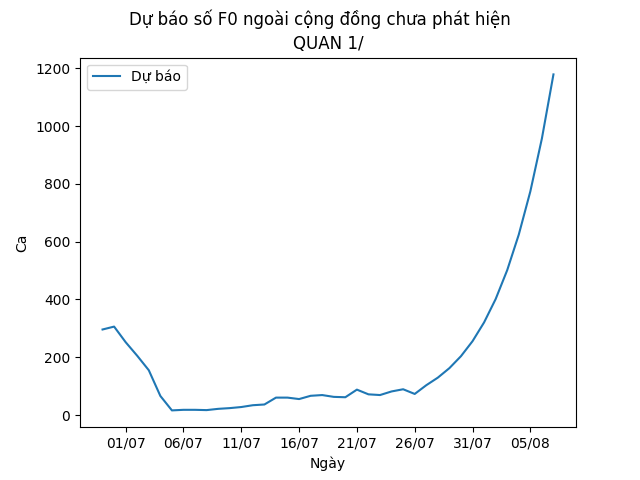 Dự báo số F0 ngoài cộng đồng chưa phát hiện
QUAN 1/
Dự báo
1200
1000
800
600
400
200
0
Ca
01/07 06/07 11/07 16/07 21/07 26/07 31/07 05/08
Ngày